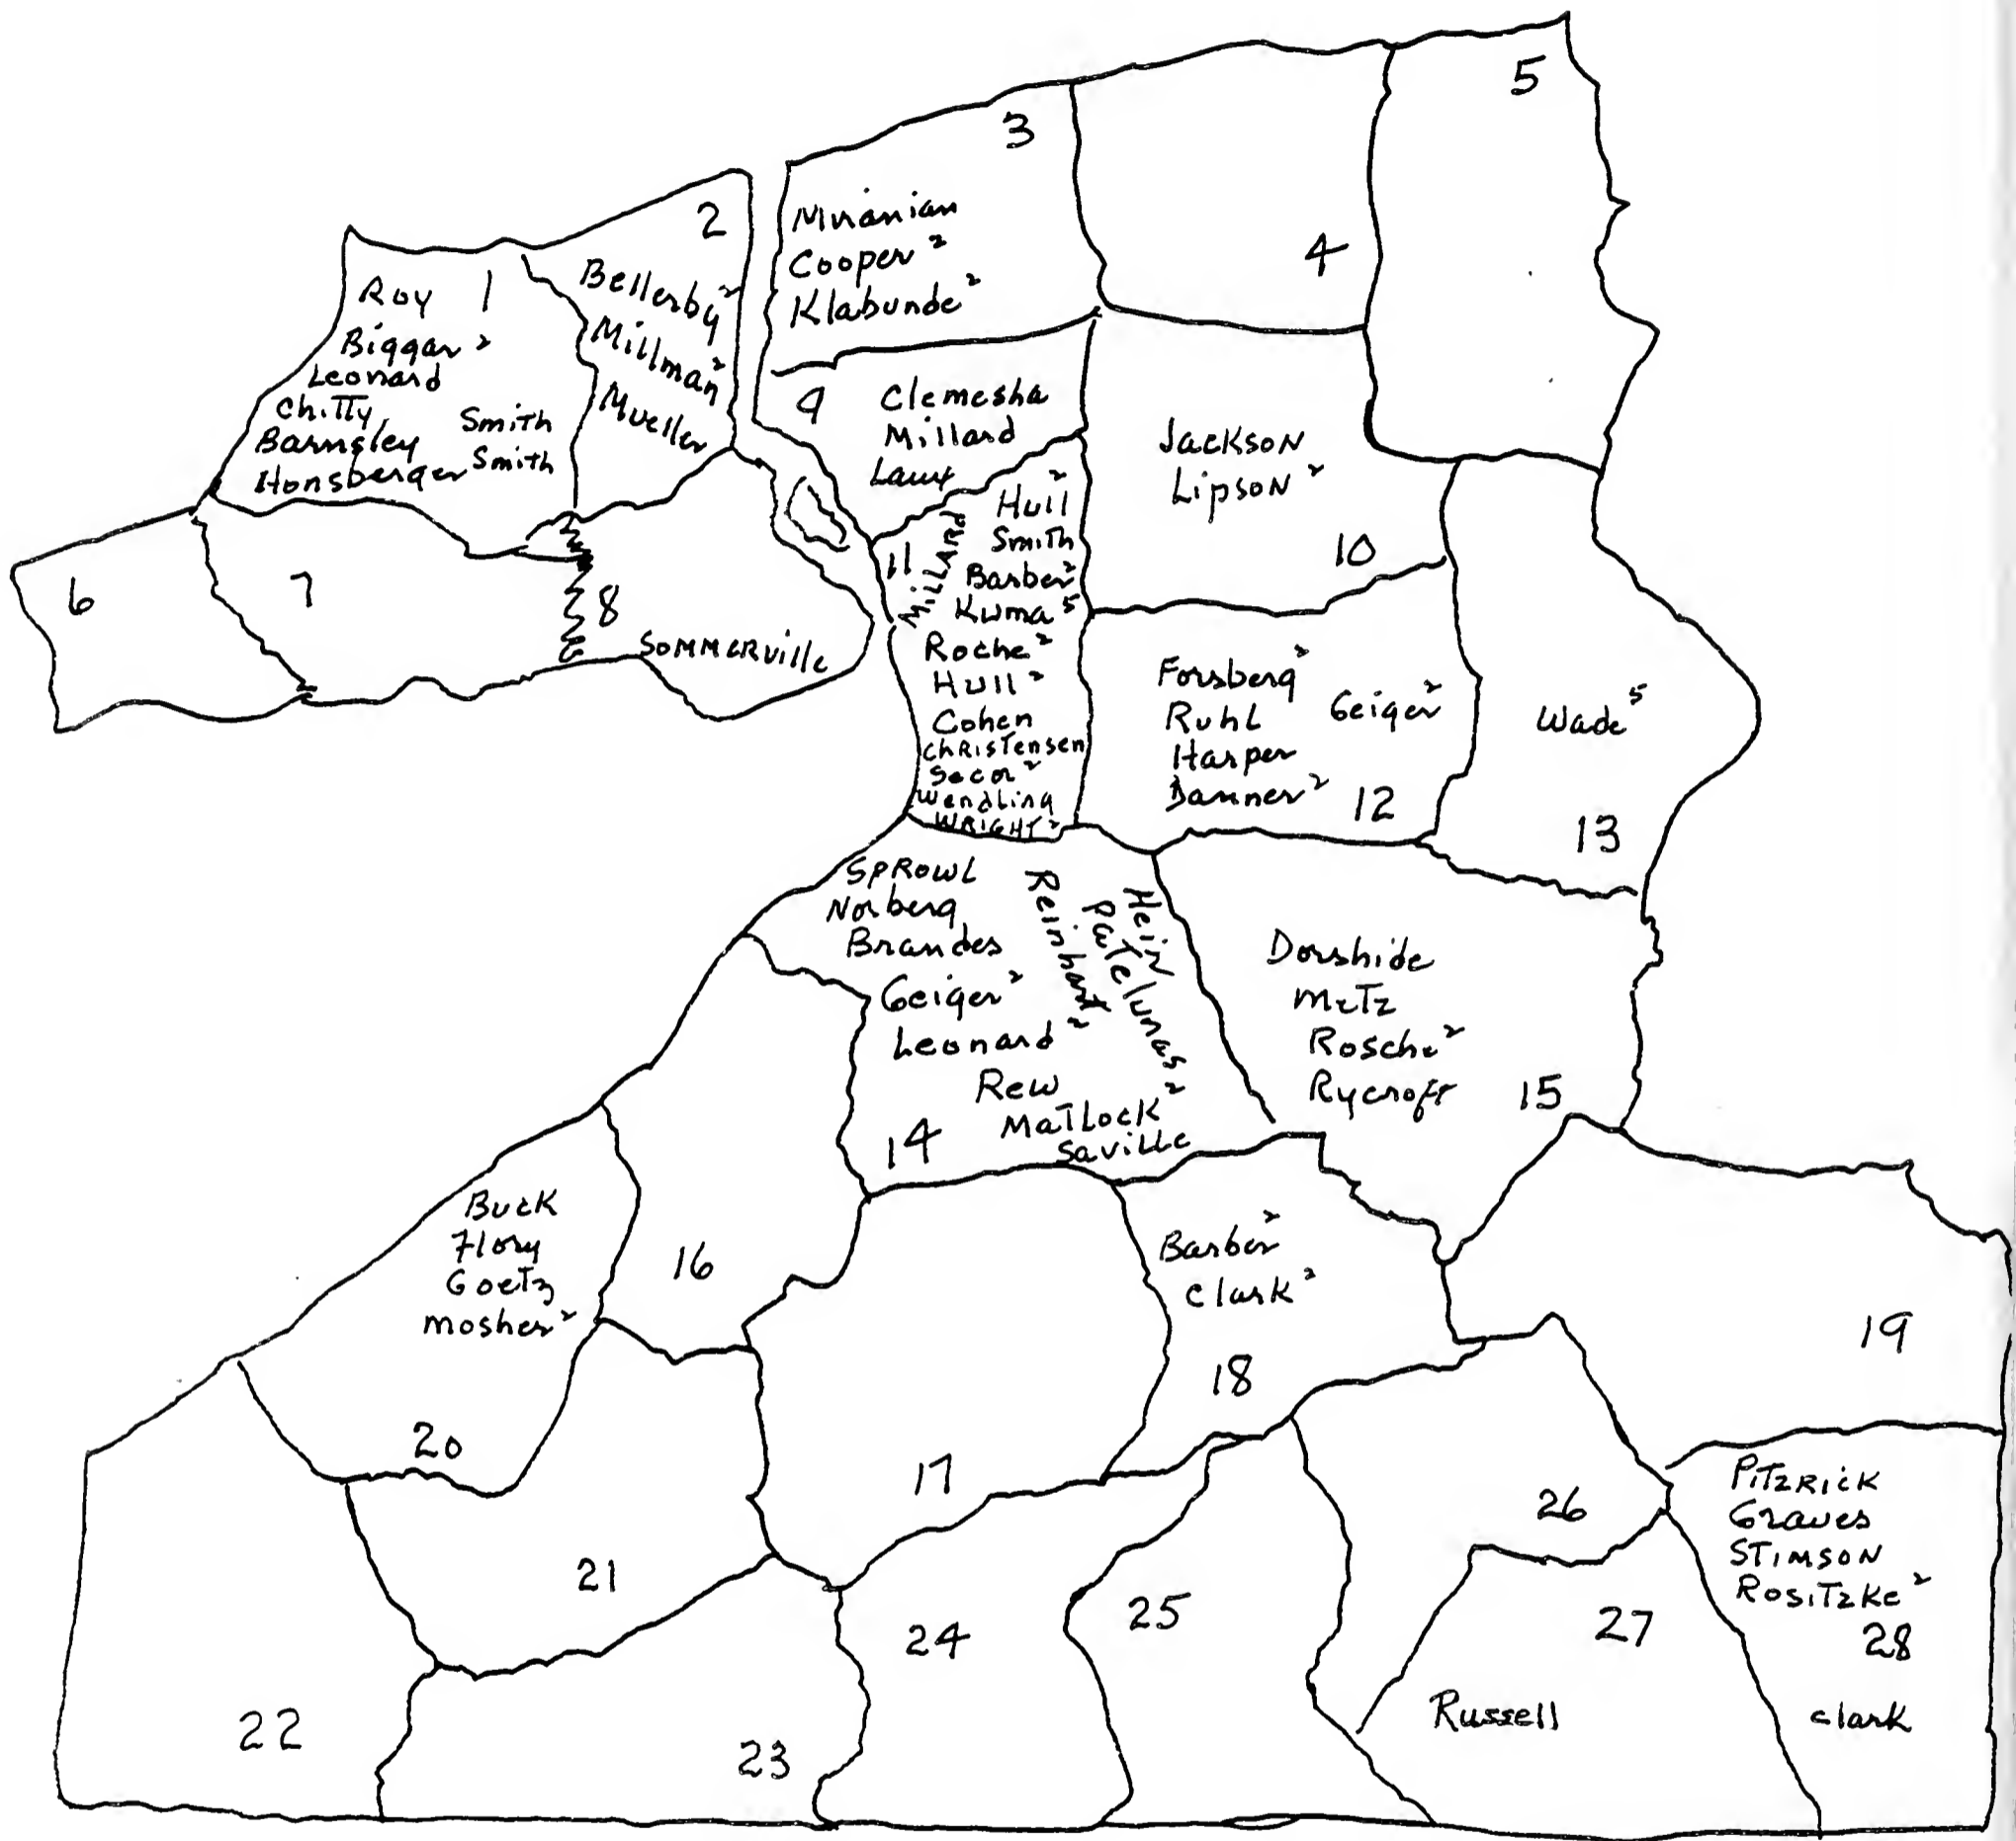 5
3
2
Miranian
Cooper ²
Klabunde ²
4
Roy 1
Biggar ²
Leonard
Chitty
Barnsley
Honsberger
Smith
Smith
Bellerby ²
Millman ²
Mueller
9
Clemesha
Millard
Laux
Jackson
Lipson ²
10
6
7
8
Sommerville
11
Hull ²
Smith
Barber ²
Kuma ⁵
Roche ²
Hull ²
Cohen
Christensen
Secor ²
Wendling
WRIGHT ²
Forsberg ²
Ruhl
Harper
Danner ²
Geiger ²
12
Wade ⁵
13
SPROWL
Norberg
Brandes
Geiger ²
Leonard ²
Rew
Matlock ²
Saville
Reinhart ²
Patelunas ²
Hein
14
Dorshide
Metz
Rosche ²
Rycroft
15
Buck
Flory
Goetz
Mosher ²
20
16
Barber ²
Clark ²
18
19
17
21
22
23
24
25
26
27
Russell
PITZRICK
Graves
STIMSON
ROSITZKE ²
28
Clark